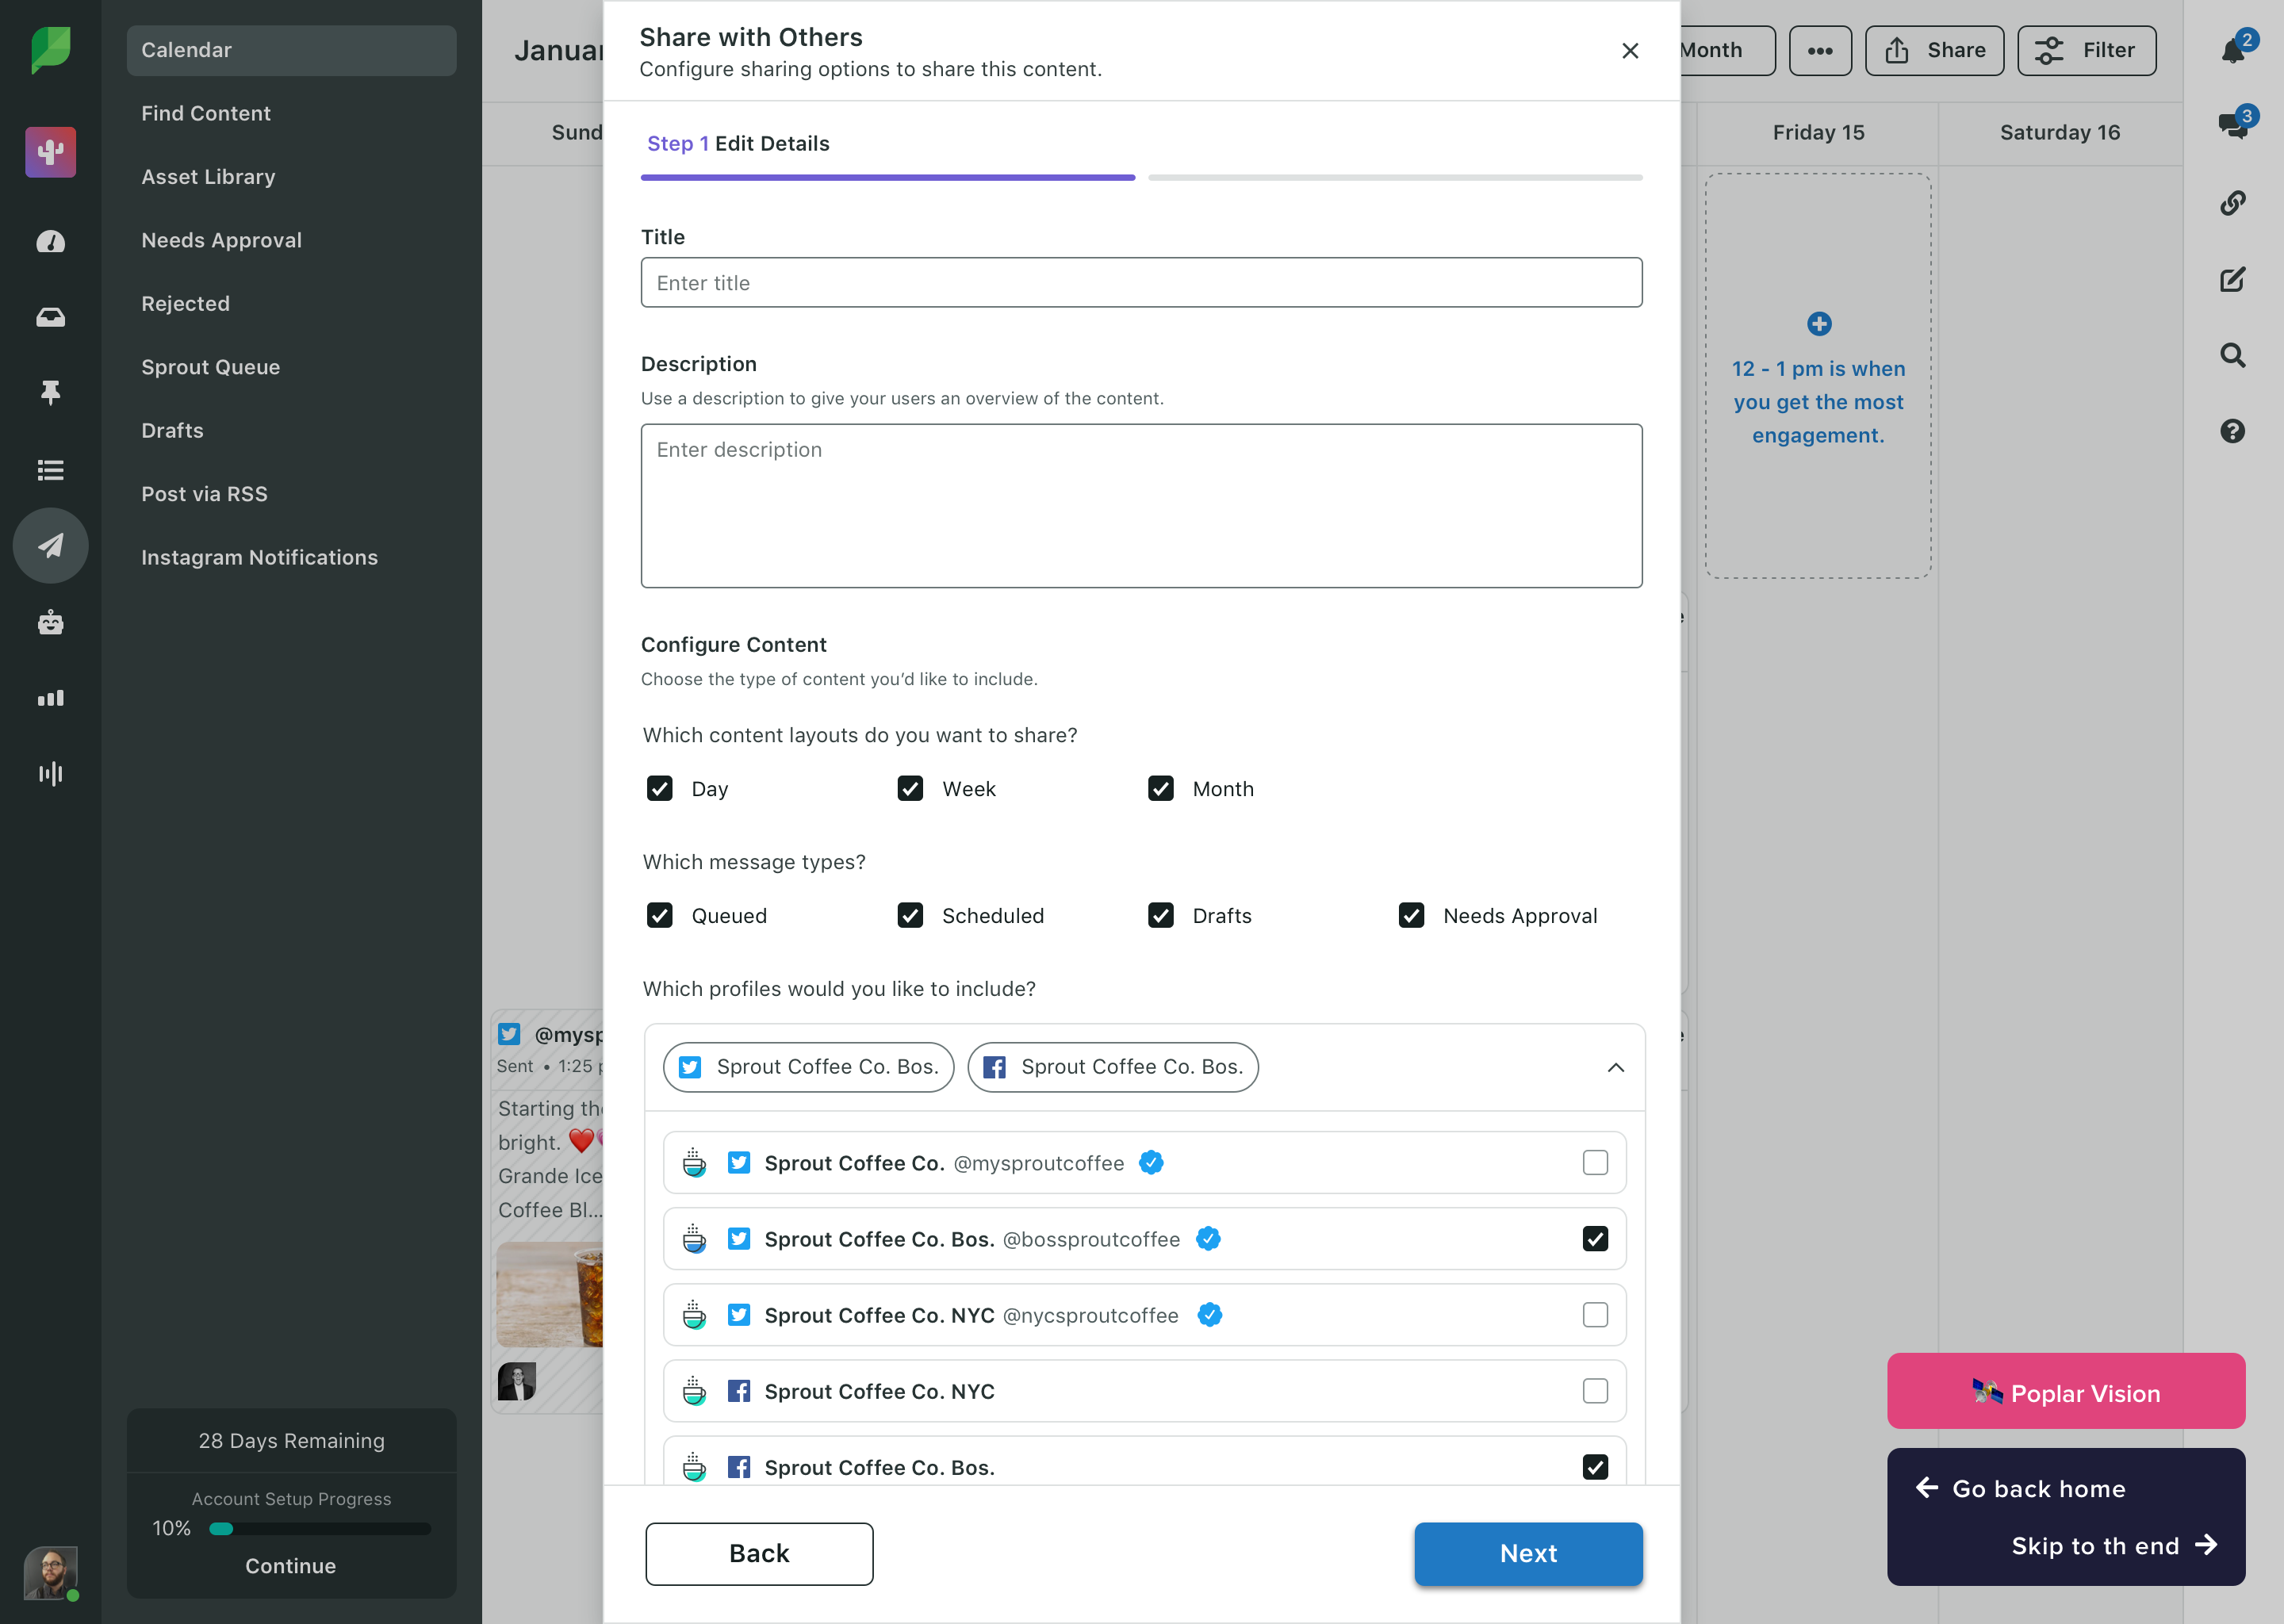 Calendar
Find Content
Asset Library
Needs Approval
Rejected
Sprout Queue
Drafts
Post via RSS
Instagram Notifications
28 Days Remaining
Account Setup Progress
10%
Continue
Januar
Month
Share
Filter
2
3
Sund
Friday 15
Saturday 16
12 - 1 pm is when
you get the most
engagement.
@mysp
Sent • 1:25 p
Starting the
bright. ❤️
Grande Ice
Coffee Bl...
Share with Others
Configure sharing options to share this content.
Step 1 Edit Details
Title
Enter title
Description
Use a description to give your users an overview of the content.
Enter description
Configure Content
Choose the type of content you’d like to include.
Which content layouts do you want to share?
Day Week Month
Which message types?
Queued Scheduled Drafts Needs Approval
Which profiles would you like to include?
Sprout Coffee Co. Bos. Sprout Coffee Co. Bos.
Sprout Coffee Co. @mysproutcoffee
Sprout Coffee Co. Bos. @bossproutcoffee
Sprout Coffee Co. NYC @nycsproutcoffee
Sprout Coffee Co. NYC
Sprout Coffee Co. Bos.
Back
Next
🛰️ Poplar Vision
← Go back home
Skip to th end →